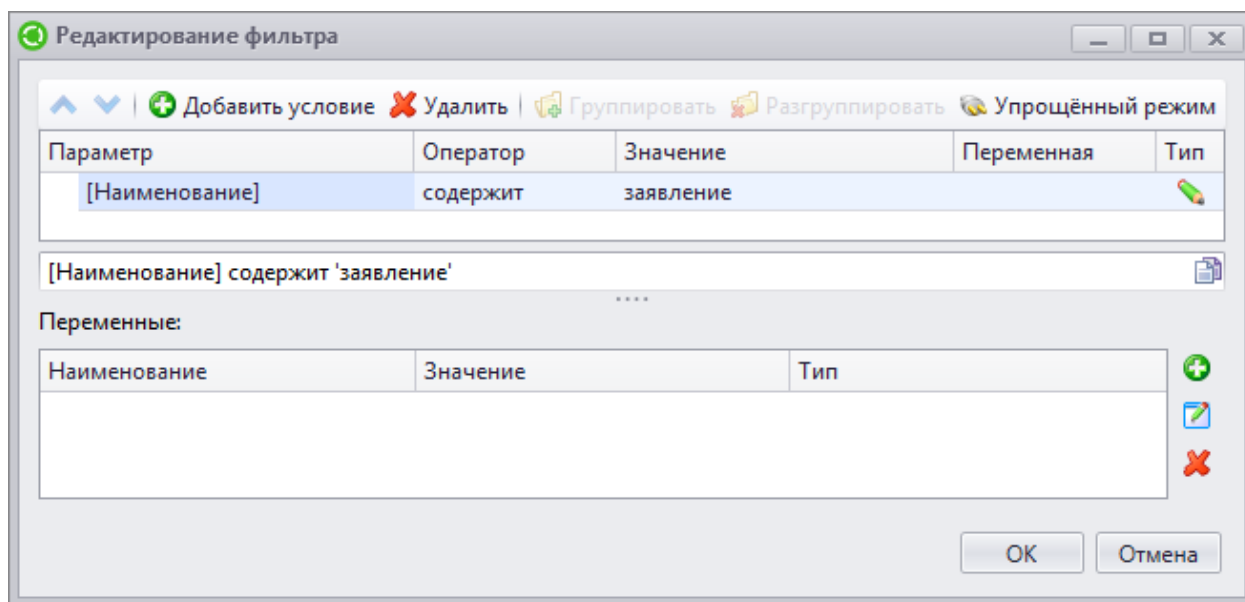 Редактирование фильтра
Добавить условие Удалить Группировать Разгруппировать Упрощённый режим
Параметр Оператор Значение Переменная Тип
[Наименование] содержит заявление
[Наименование] содержит 'заявление'
Переменные:
Наименование Значение Тип
ОК Отмена